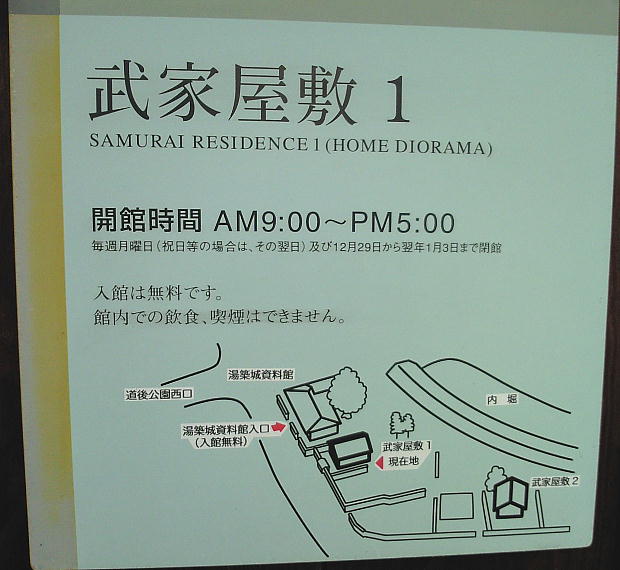 武家屋敷 1
SAMURAI RESIDENCE 1 (HOME DIORAMA)
開館時間 AM9:00～PM5:00
毎週月曜日（祝日等の場合は、その翌日）及び12月29日から翌年1月3日まで閉館
入館は無料です。
館内での飲食、喫煙はできません。
湯築城資料館
道後公園西口
内 堀
湯築城資料館入口
（入館無料）
武家屋敷 1
現在地
武家屋敷 2